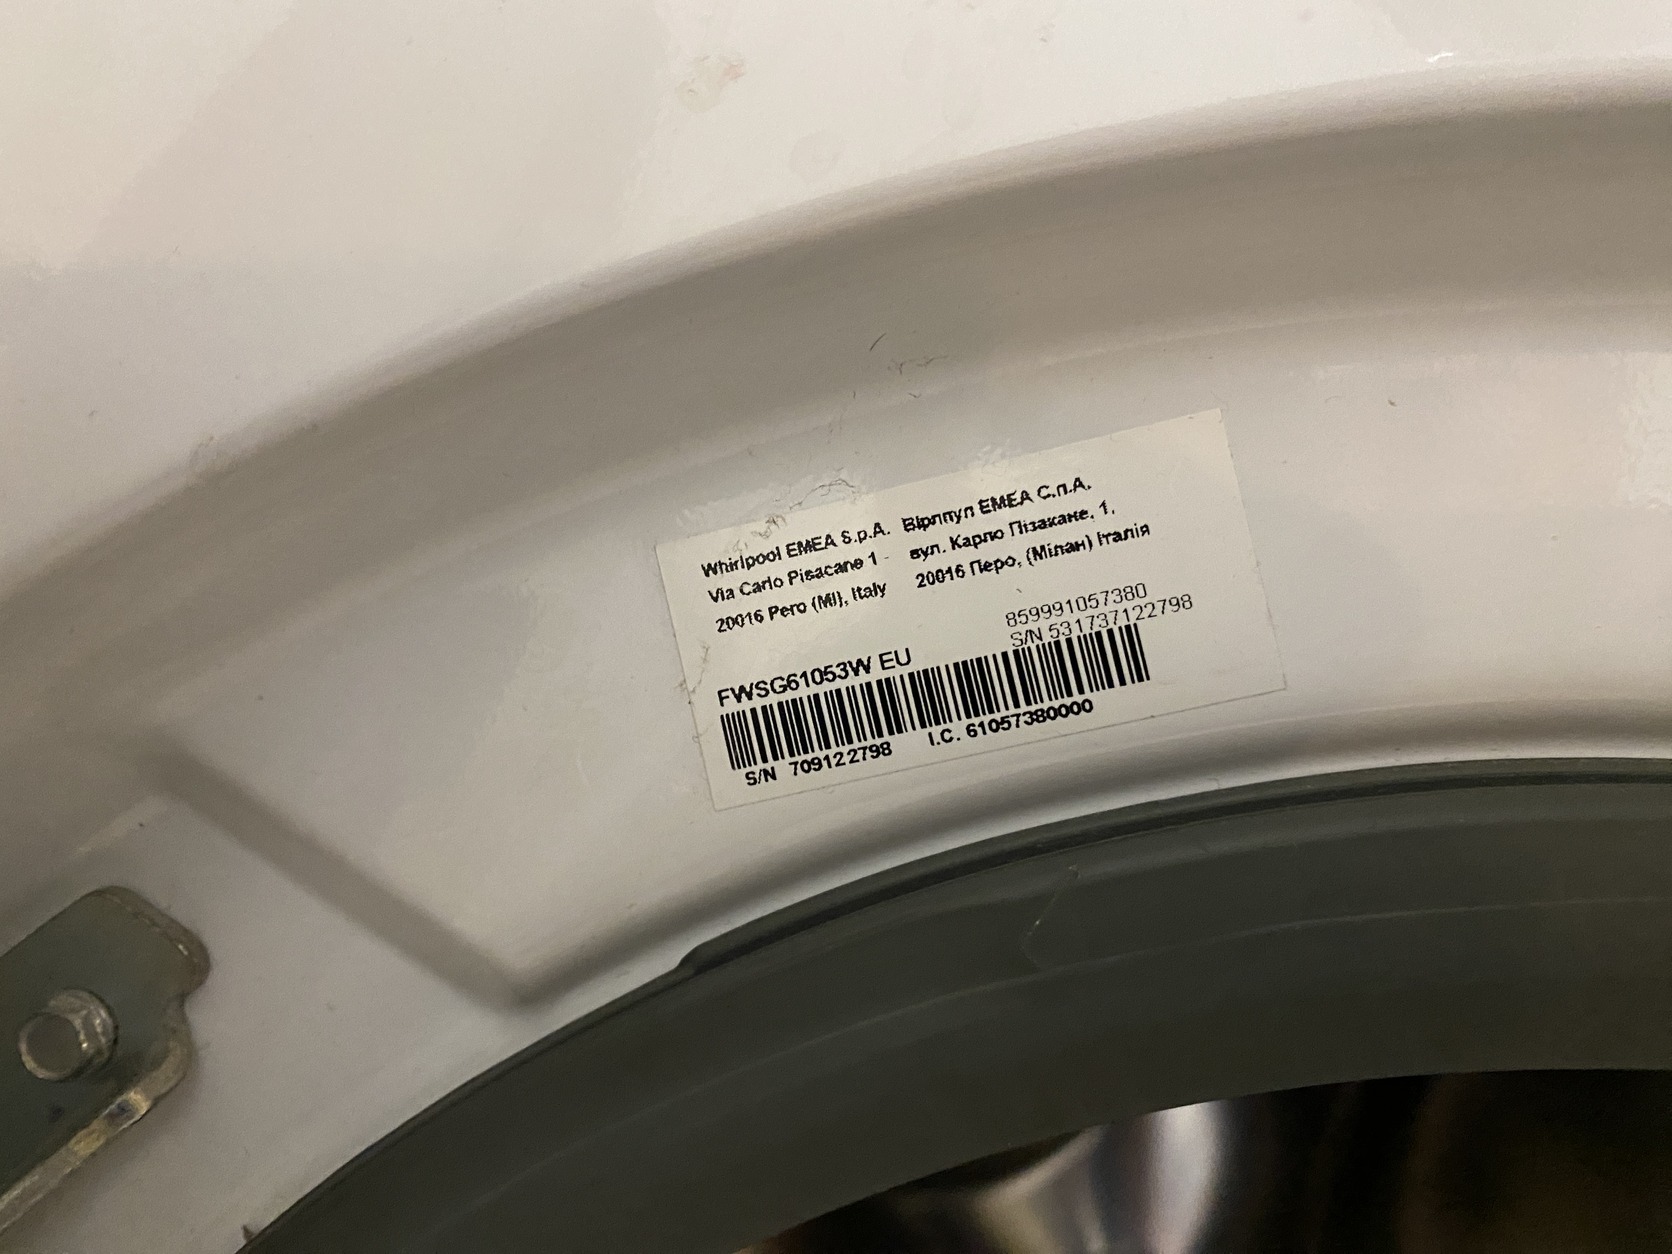 Whirlpool EMEA S.p.A.
Via Carlo Pisacane 1 -
20016 Pero (MI), Italy
Вірлпул ЕМЕА С.п.А.
вул. Карло Пізакане, 1,
20016 Перо, (Мілан) Італія
859991057380
S/N 531737122798
FWSG61053W EU
S/N 709122798 I.C. 61057380000